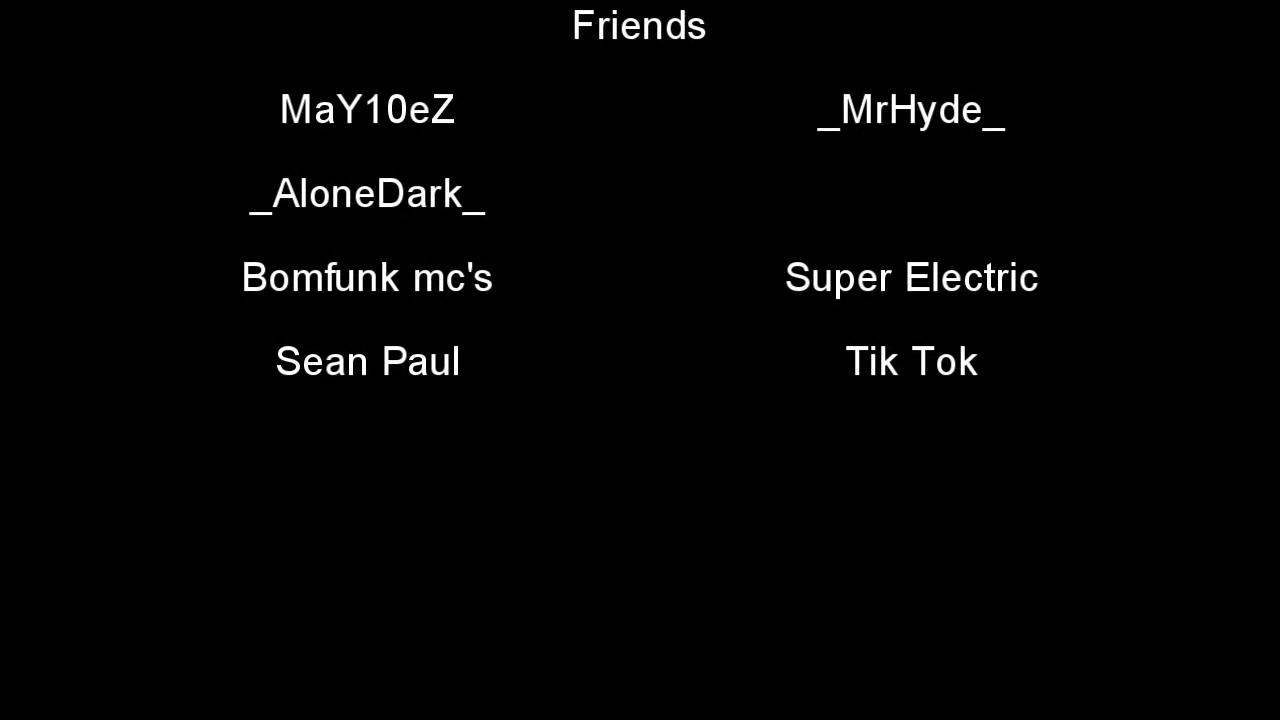 Friends
MaY10eZ _MrHyde_
_AloneDark_
Bomfunk mc's Super Electric
Sean Paul Tik Tok